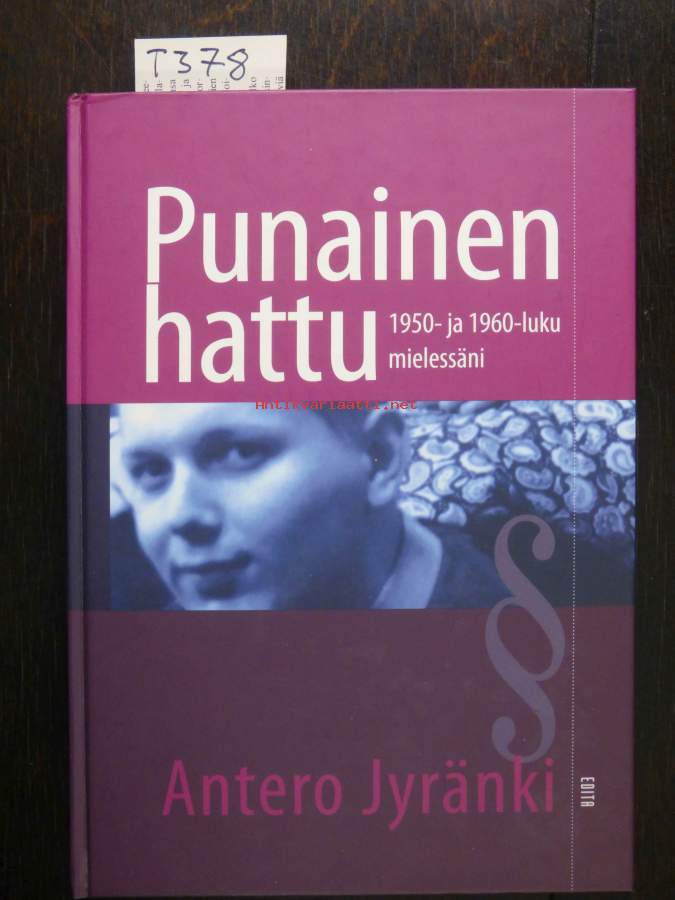 T378
Punainen
hattu
1950- ja 1960-luku
mielessäni
Antikvariaatti.net
§
Antero Jyränki
EDITA